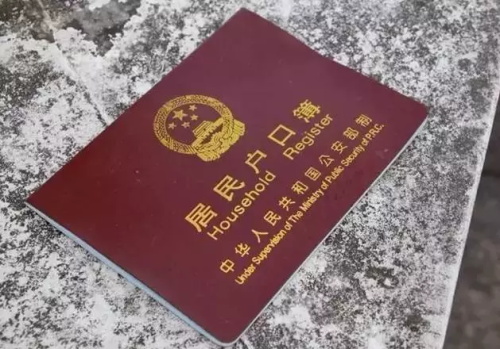 居民户口簿
Household Register
中华人民共和国公安部制
Under Supervision of The Ministry of Public Security of P.R.C.